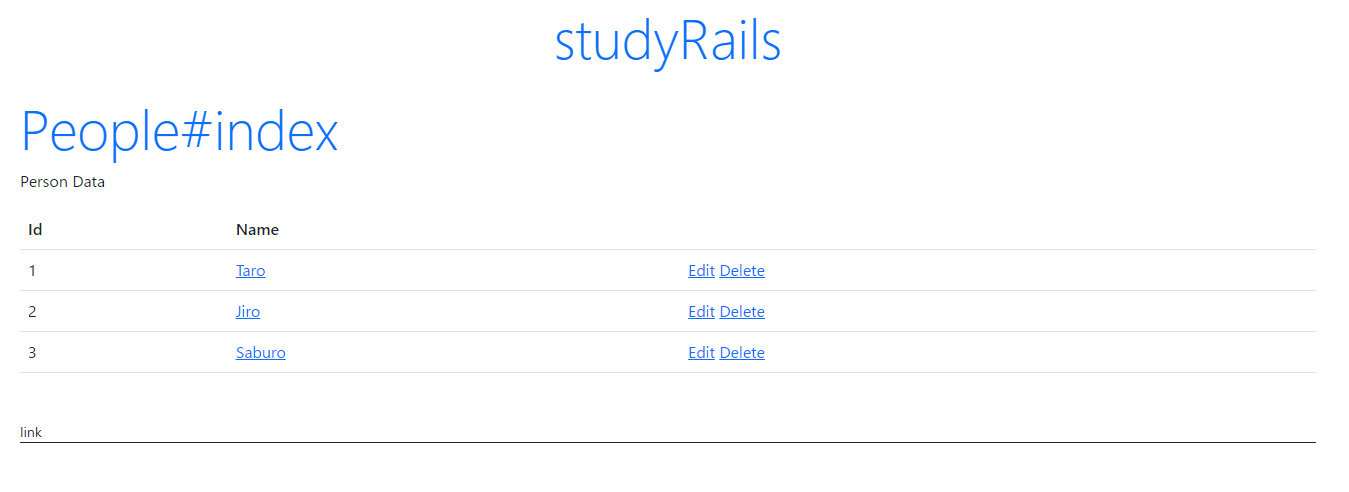 studyRails
People#index
Person Data
Id Name
1 Taro Edit Delete
2 Jiro Edit Delete
3 Saburo Edit Delete
link